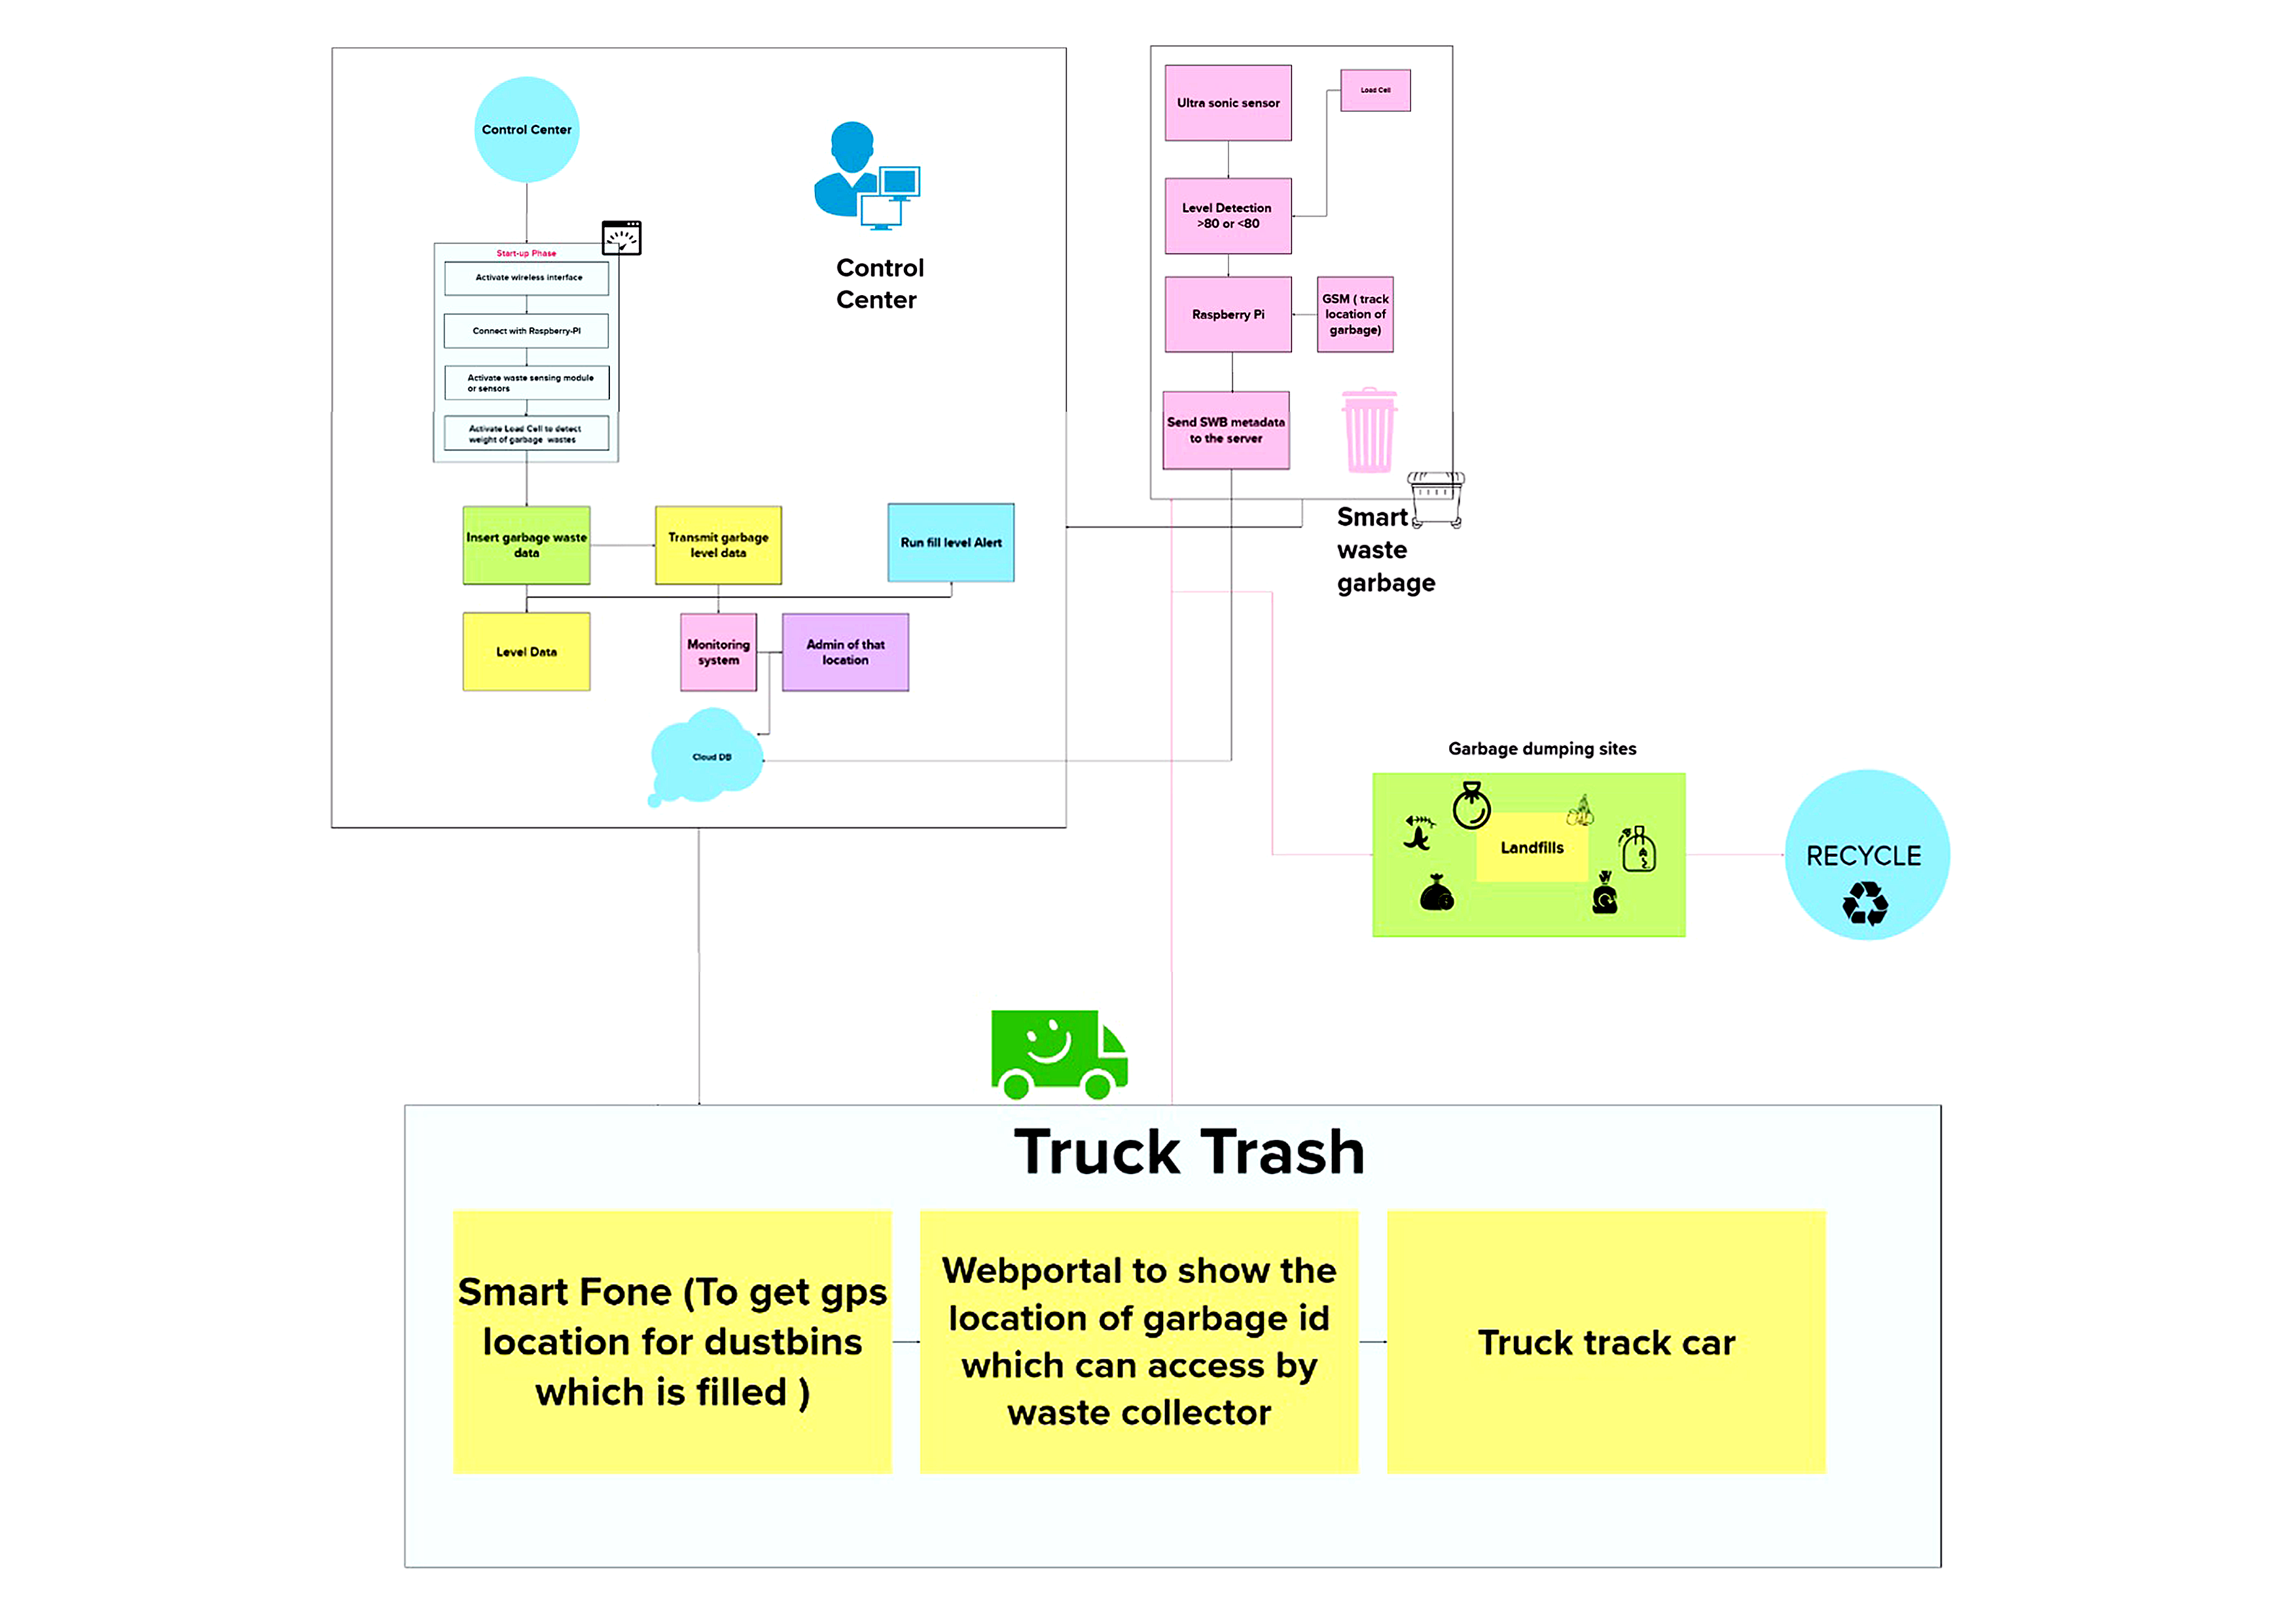 Control Center
Control
Center
Start-up Phase
Activate wireless interface
Connect with Raspberry-PI
Activate waste sensing module
or sensors
Activate Load Cell to detect
weight of garbage wastes
Insert garbage waste
data
Transmit garbage
level data
Run fill level Alert
Level Data
Monitoring
system
Admin of that
location
Cloud DB
Ultra sonic sensor
Load Cell
Level Detection
>80 or <80
Raspberry Pi
GSM ( track
location of
garbage)
Send SWB metadata
to the server
Smart
waste
garbage
Garbage dumping sites
Landfills
RECYCLE
Truck Trash
Smart Fone (To get gps
location for dustbins
which is filled )
Webportal to show the
location of garbage id
which can access by
waste collector
Truck track car